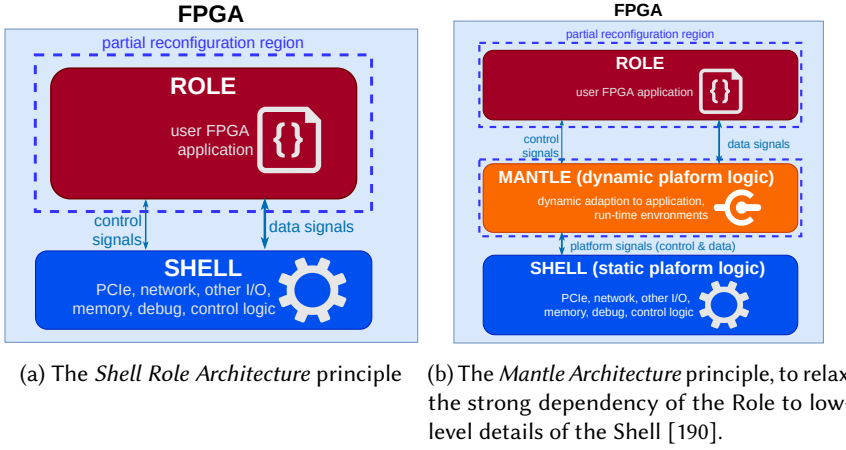 FPGA
partial reconfiguration region
ROLE
user FPGA
application
{}
control
signals
data signals
SHELL
PCIe, network, other I/O,
memory, debug, control logic
(a) The Shell Role Architecture principle
FPGA
partial reconfiguration region
ROLE
user FPGA application
{}
control
signals
data signals
MANTLE (dynamic plaform logic)
dynamic adaption to application,
run-time envronments
platform signals (control & data)
SHELL (static plaform logic)
PCIe, network, other I/O,
memory, debug, control logic
(b) The Mantle Architecture principle, to relax
the strong dependency of the Role to low-
level details of the Shell [190].